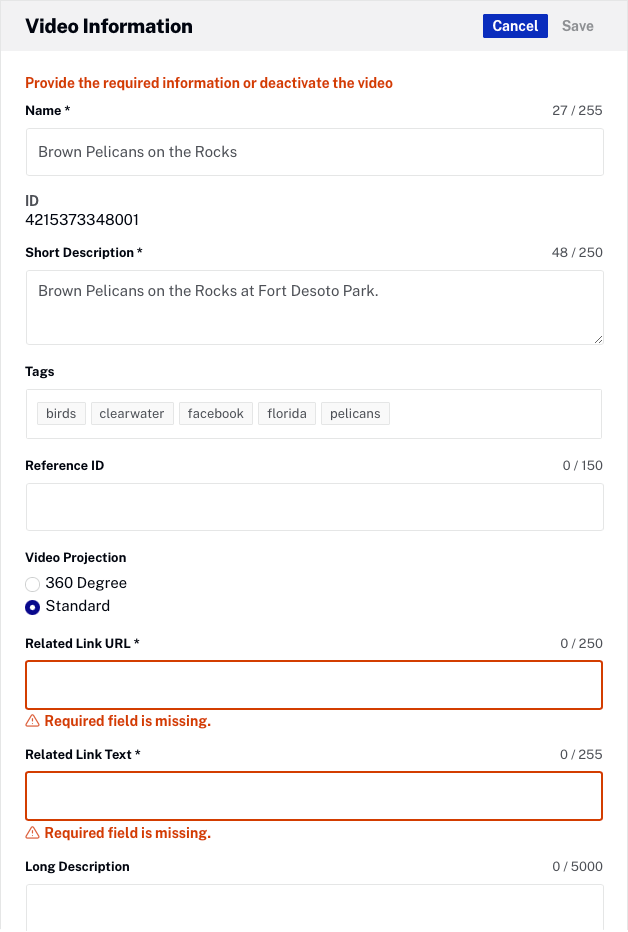 Video Information
Cancel Save
Provide the required information or deactivate the video
Name * 27 / 255
Brown Pelicans on the Rocks
ID
4215373348001
Short Description * 48 / 250
Brown Pelicans on the Rocks at Fort Desoto Park.
Tags
birds clearwater facebook florida pelicans
Reference ID 0 / 150
Video Projection
360 Degree
Standard
Related Link URL * 0 / 250
Required field is missing.
Related Link Text * 0 / 255
Required field is missing.
Long Description 0 / 5000